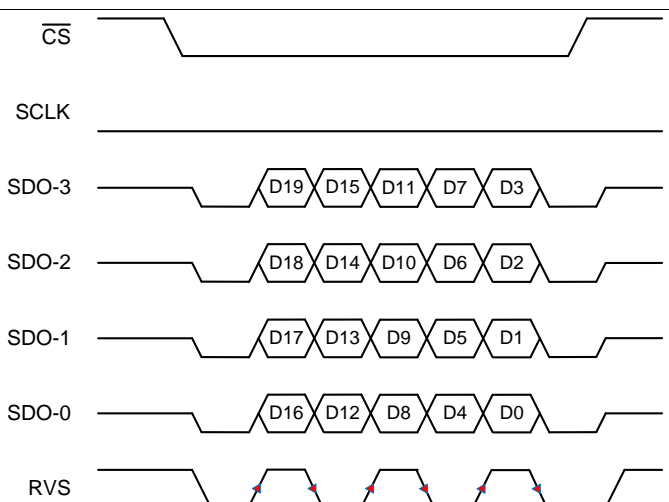 CS
SCLK
SDO-3 D19 D15 D11 D7 D3
SDO-2 D18 D14 D10 D6 D2
SDO-1 D17 D13 D9 D5 D1
SDO-0 D16 D12 D8 D4 D0
RVS